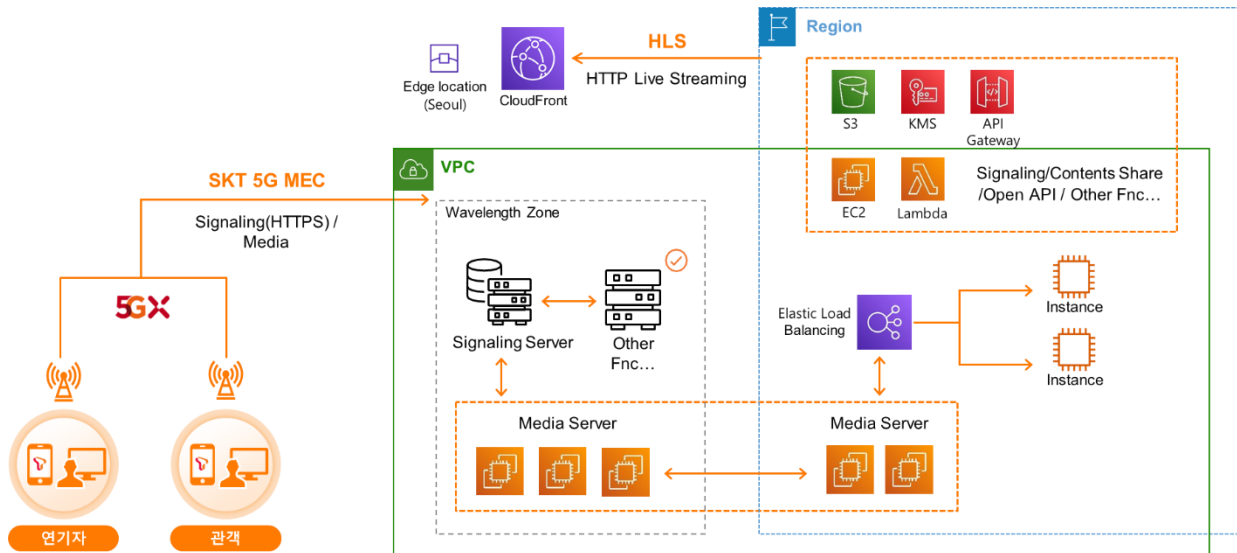 Region
HLS
HTTP Live Streaming
Edge location
(Seoul)
CloudFront
S3
KMS
API
Gateway
VPC
SKT 5G MEC
Signaling(HTTPS) /
Media
Wavelength Zone
EC2
Lambda
Signaling/Contents Share
/Open API / Other Fnc...
5GX
Signaling Server
Other
Fnc...
Elastic Load
Balancing
Instance
Instance
Media Server
Media Server
연기자
관객